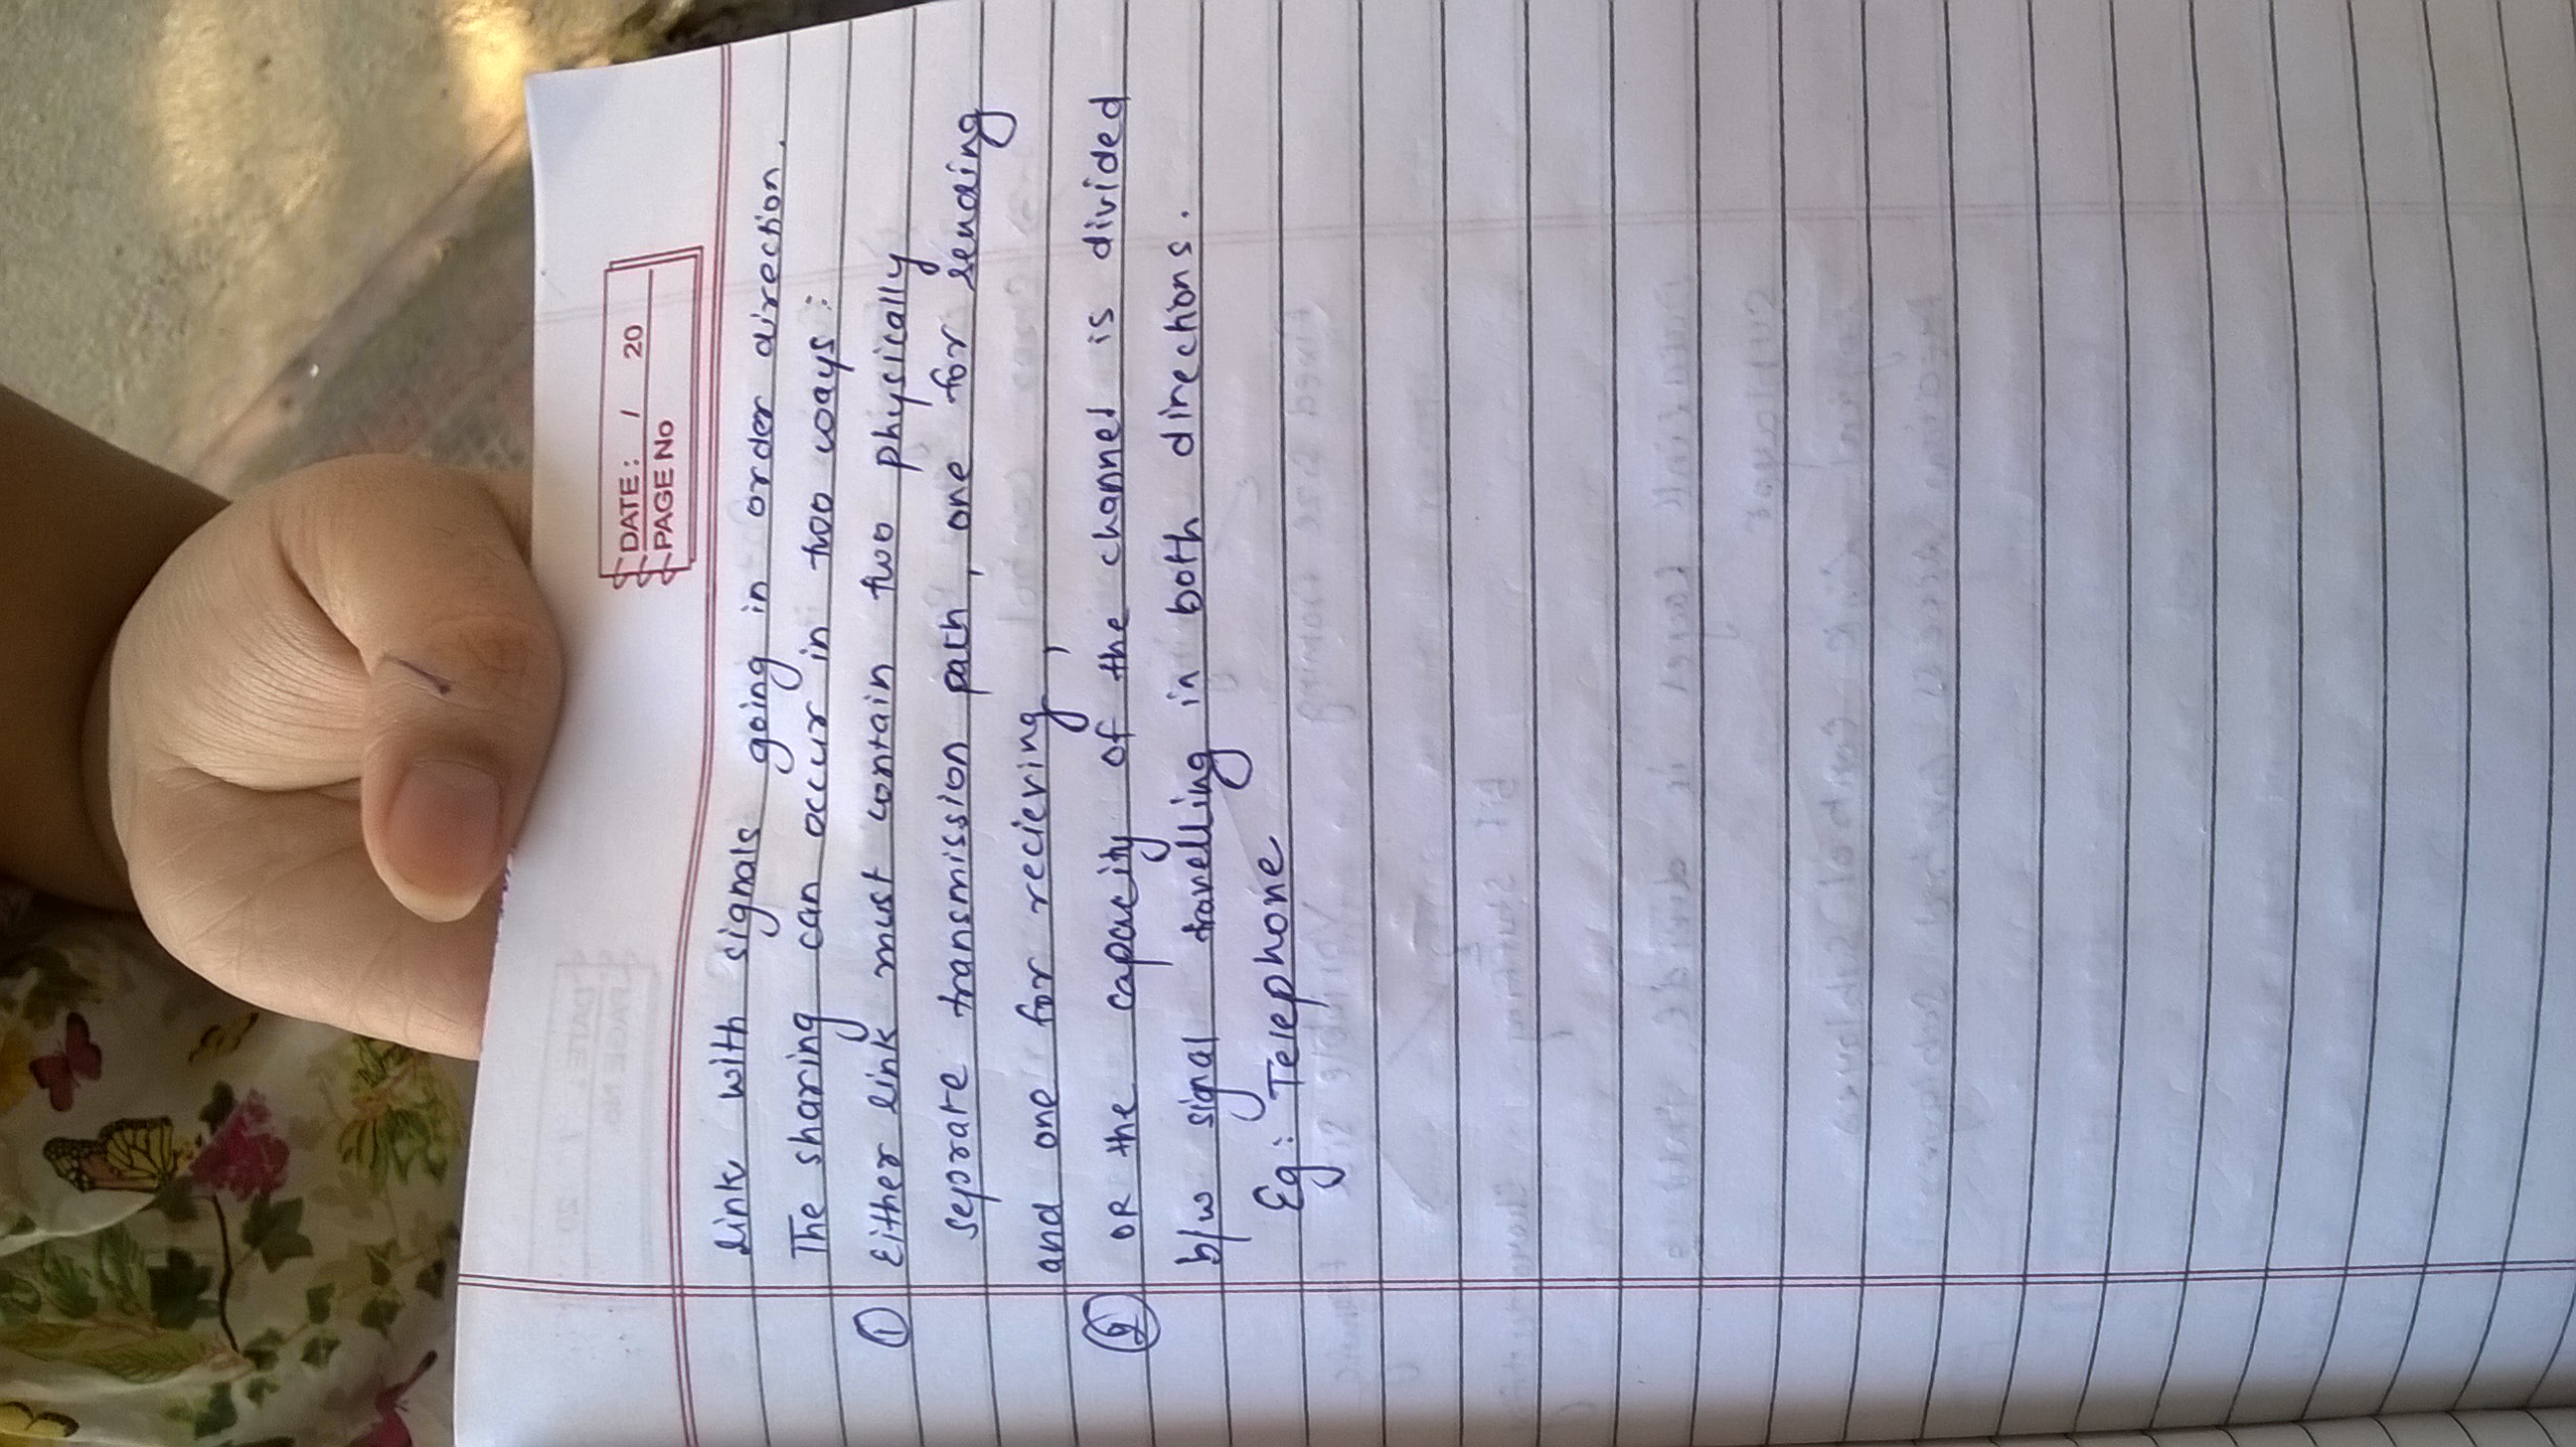 DATE: / 20
PAGE No
link with signals going in order direction.
The sharing can occur in two ways:
① Either link must contain two physically
seprate transmission path, one for sending
and one for recieving,
② OR the capacity of the channel is divided
b/w signal travelling in both directions.
Eg: Telephone